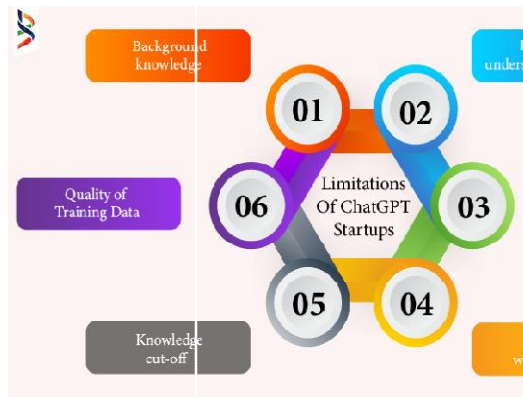 Background
knowledge
01
02
unders
Quality of
Training Data
06
Limitations
Of ChatGPT
Startups
03
05
04
Knowledge
cut-off
w